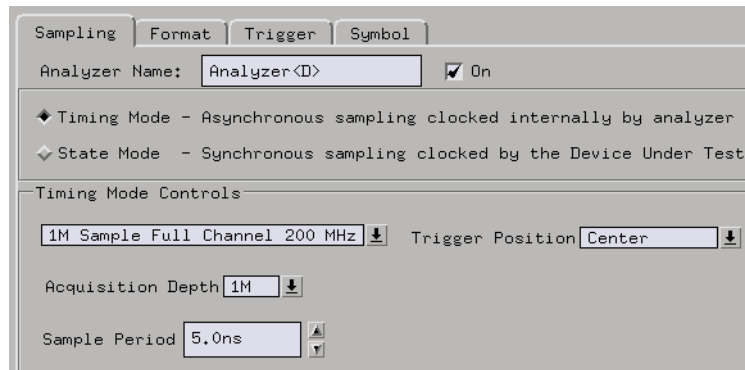 Sampling Format Trigger Symbol
Analyzer Name: Analyzer<D> On
Timing Mode - Asynchronous sampling clocked internally by analyzer
State Mode - Synchronous sampling clocked by the Device Under Test
Timing Mode Controls
1M Sample Full Channel 200 MHz Trigger Position Center
Acquisition Depth 1M
Sample Period 5.0ns